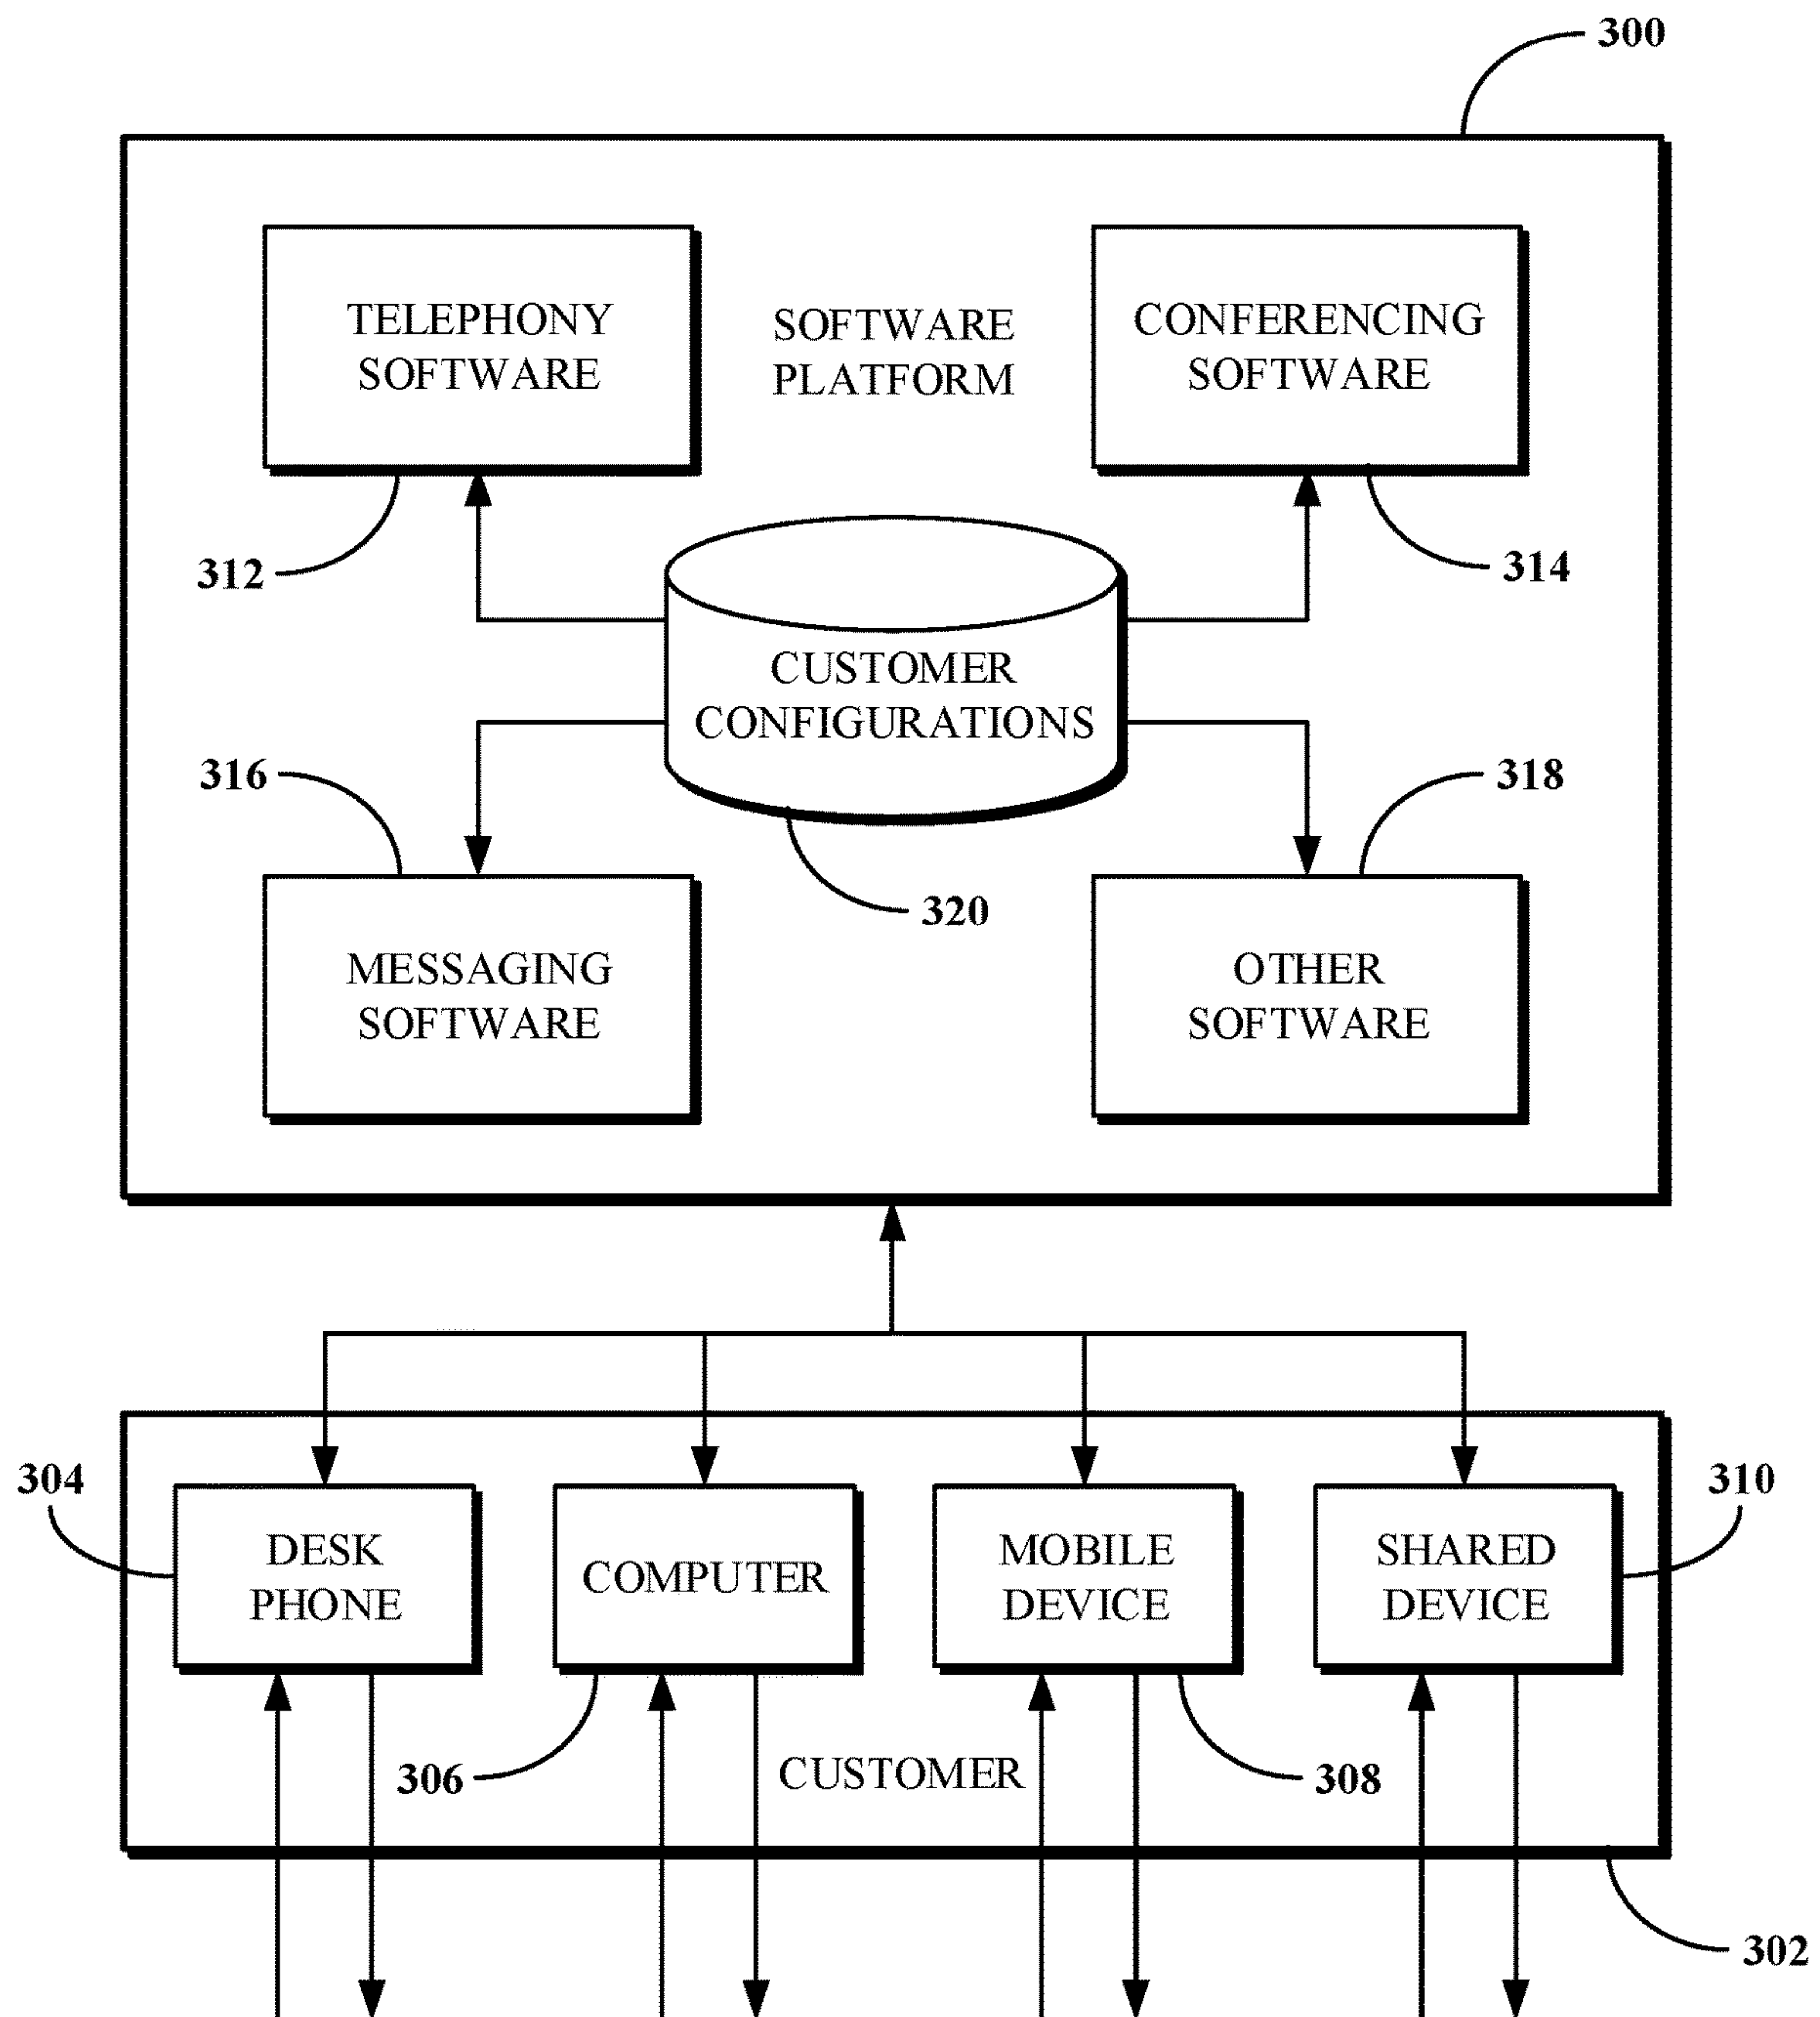 300
TELEPHONY
SOFTWARE
SOFTWARE
PLATFORM
CONFERENCING
SOFTWARE
312
314
CUSTOMER
CONFIGURATIONS
316
318
320
MESSAGING
SOFTWARE
OTHER
SOFTWARE
304
310
DESK
PHONE
COMPUTER
MOBILE
DEVICE
SHARED
DEVICE
306
CUSTOMER
308
302